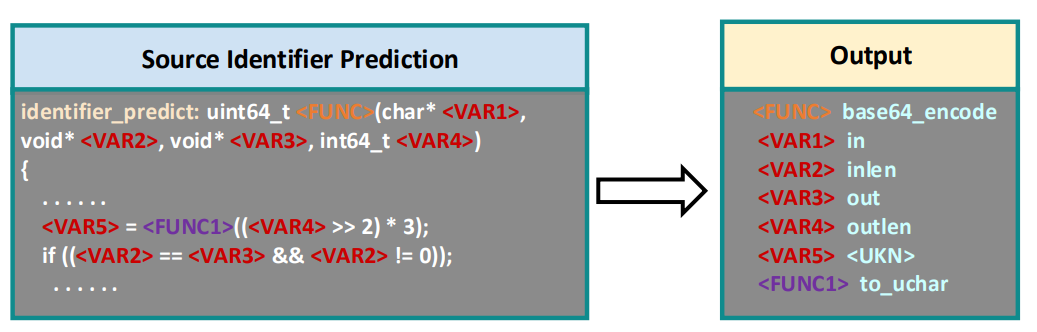 Source Identifier Prediction
identifier_predict: uint64_t <FUNC>(char* <VAR1>,
void* <VAR2>, void* <VAR3>, int64_t <VAR4>)
{
. . . . . .
<VAR5> = <FUNC1>((<VAR4> >> 2) * 3);
if ((<VAR2> == <VAR3> && <VAR2> != 0));
. . . . . .
Output
<FUNC> base64_encode
<VAR1> in
<VAR2> inlen
<VAR3> out
<VAR4> outlen
<VAR5> <UKN>
<FUNC1> to_uchar